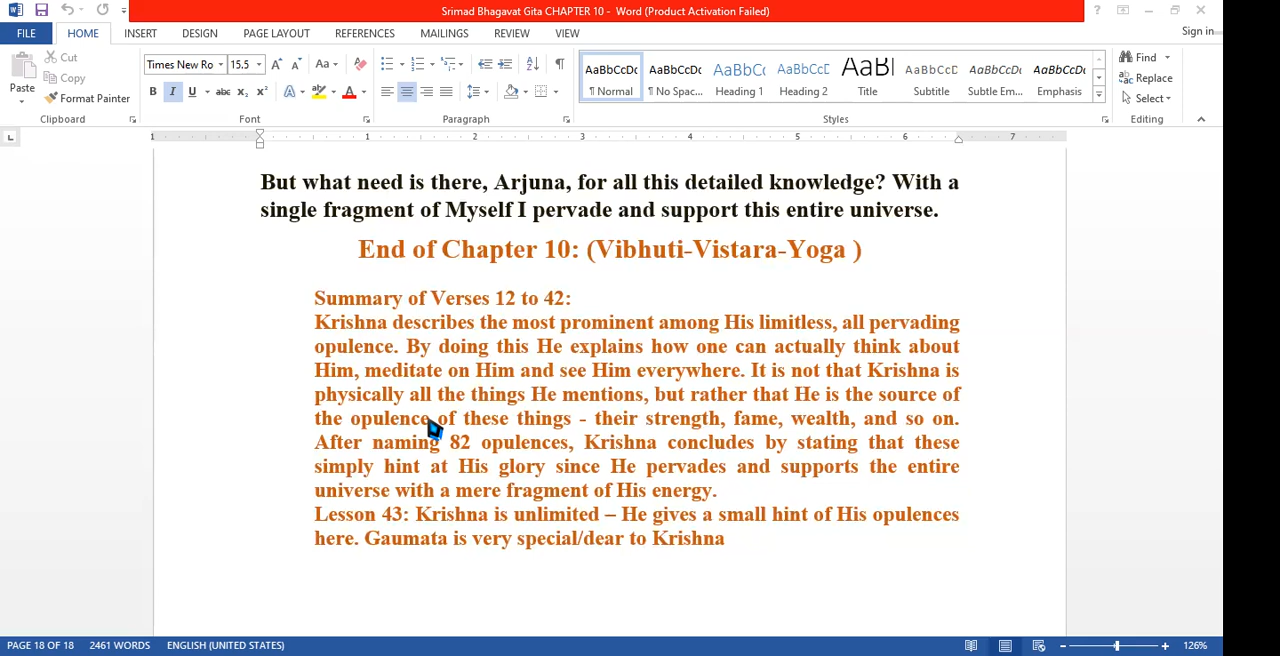 Srimad Bhagavat Gita CHAPTER 10 - Word (Product Activation Failed)
FILE HOME INSERT DESIGN PAGE LAYOUT REFERENCES MAILINGS REVIEW VIEW Sign in
Paste
Cut
Copy
Format Painter
Clipboard
Times New Ro 15.5
Font
Paragraph
AaBbCcDc AaBbCcDc AaBbCc AaBbCcD AaBl AaBbCcD AaBbCcDc AaBbCcDc
¶ Normal ¶ No Spac... Heading 1 Heading 2 Title Subtitle Subtle Em... Emphasis
Styles
Find
Replace
Select
Editing
1 1 2 3 4 5 6 7
But what need is there, Arjuna, for all this detailed knowledge? With a
single fragment of Myself I pervade and support this entire universe.
End of Chapter 10: (Vibhuti-Vistara-Yoga )
Summary of Verses 12 to 42:
Krishna describes the most prominent among His limitless, all pervading
opulence. By doing this He explains how one can actually think about
Him, meditate on Him and see Him everywhere. It is not that Krishna is
physically all the things He mentions, but rather that He is the source of
the opulence of these things - their strength, fame, wealth, and so on.
After naming 82 opulences, Krishna concludes by stating that these
simply hint at His glory since He pervades and supports the entire
universe with a mere fragment of His energy.
Lesson 43: Krishna is unlimited – He gives a small hint of His opulences
here. Gaumata is very special/dear to Krishna
PAGE 18 OF 18 2461 WORDS ENGLISH (UNITED STATES) 126%